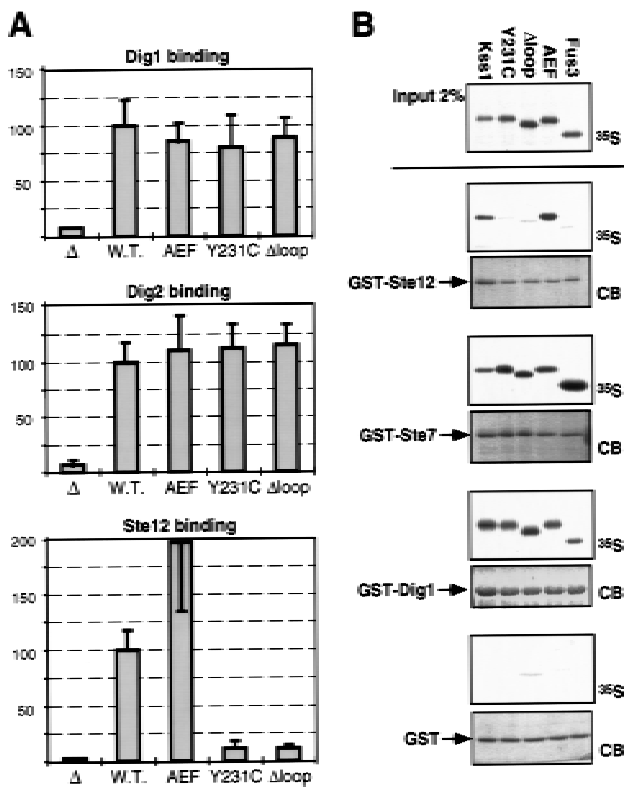 A
Dig1 binding
150
100
50
Δ W.T. AEF Y231C Δloop
Dig2 binding
150
100
50
Δ W.T. AEF Y231C Δloop
Ste12 binding
200
150
100
50
Δ W.T. AEF Y231C Δloop
B
Kss1
Y231C
Δloop
AEF
Fus3
Input 2%
35S
35S
GST-Ste12
CB
35S
GST-Ste7
CB
35S
GST-Dig1
CB
35S
GST
CB